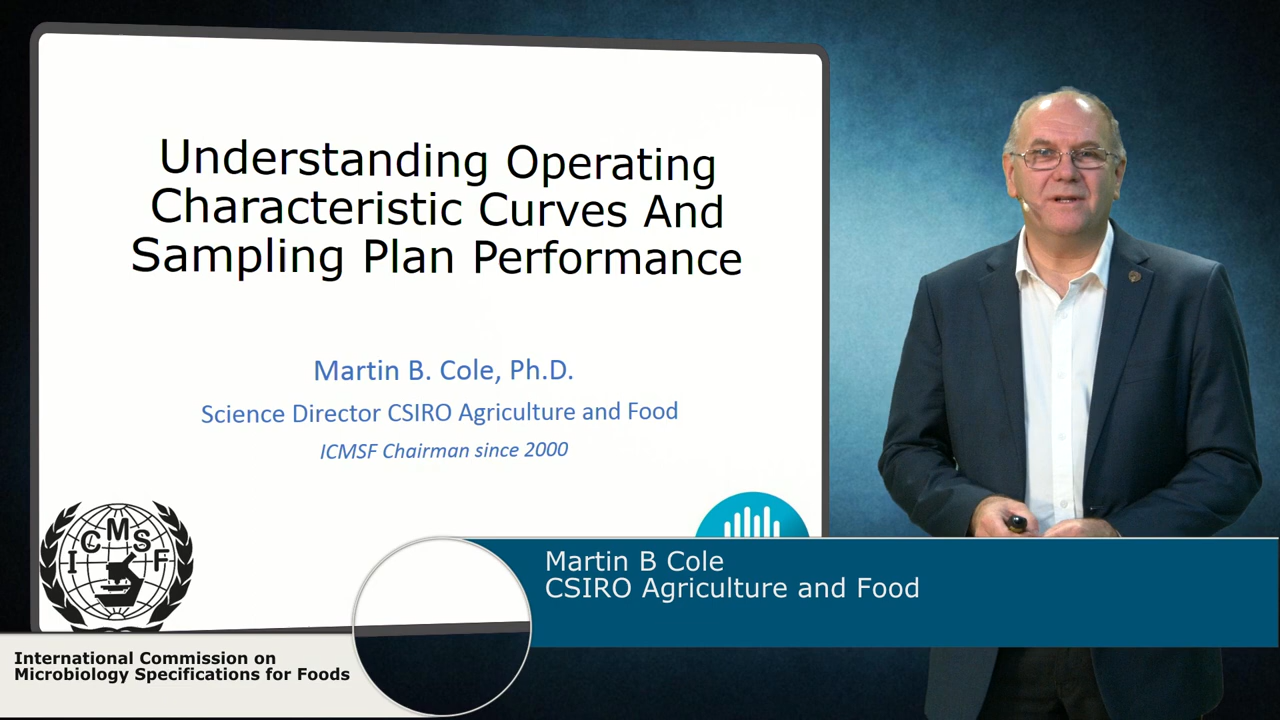 Understanding Operating
Characteristic Curves And
Sampling Plan Performance
Martin B. Cole, Ph.D.
Science Director CSIRO Agriculture and Food
ICMSF Chairman since 2000
ICMSF
Martin B Cole
CSIRO Agriculture and Food
International Commission on
Microbiology Specifications for Foods